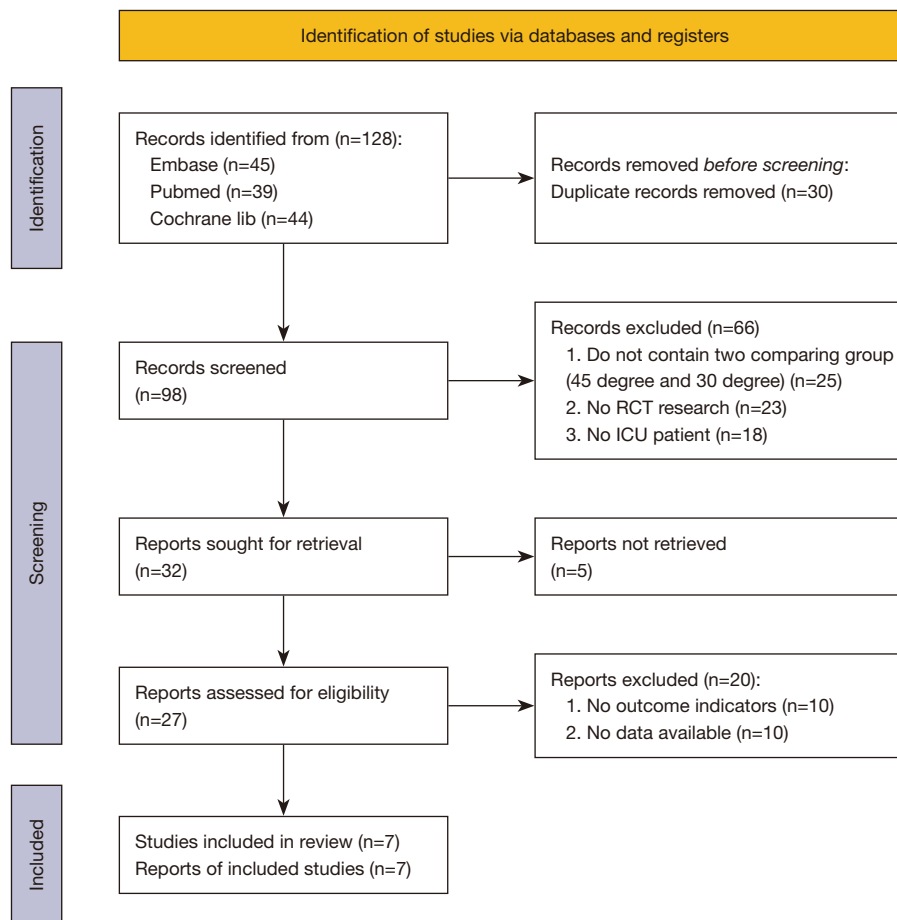 Identification of studies via databases and registers
Identification
Records identified from (n=128):
Embase (n=45)
Pubmed (n=39)
Cochrane lib (n=44)
Records removed before screening:
Duplicate records removed (n=30)
Screening
Records screened
(n=98)
Records excluded (n=66)
1. Do not contain two comparing group
(45 degree and 30 degree) (n=25)
2. No RCT research (n=23)
3. No ICU patient (n=18)
Reports sought for retrieval
(n=32)
Reports not retrieved
(n=5)
Reports assessed for eligibility
(n=27)
Reports excluded (n=20):
1. No outcome indicators (n=10)
2. No data available (n=10)
Included
Studies included in review (n=7)
Reports of included studies (n=7)